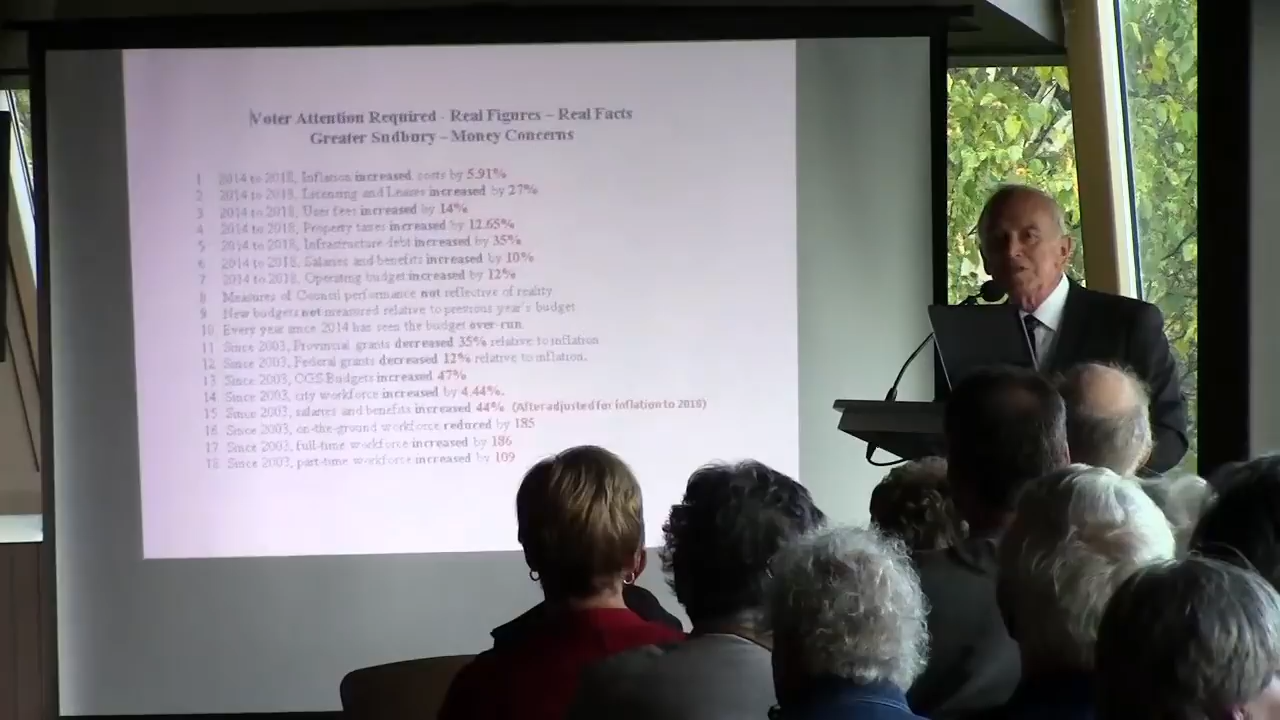 Voter Attention Required - Real Figures – Real Facts
Greater Sudbury – Money Concerns
1 2014 to 2018, Inflation increased costs by 5.91%
2 2014 to 2018, Licensing and Leases increased by 27%
3 2014 to 2018, User fees increased by 14%
4 2014 to 2018, Property taxes increased by 12.65%
5 2014 to 2018, Infrastructure debt increased by 35%
6 2014 to 2018, Salaries and benefits increased by 10%
7 2014 to 2018, Operating budget increased by 12%
8 Measures of Council performance not reflective of reality
9 New budgets not measured relative to previous year's budget
10 Every year since 2014 has seen the budget over-run
11 Since 2003, Provincial grants decreased 35% relative to inflation
12 Since 2003, Federal grants decreased 12% relative to inflation.
13 Since 2003, CGS Budgets increased 47%
14 Since 2003, city workforce increased by 4.44%.
15 Since 2003, salaries and benefits increased 44% (After adjusted for inflation to 2018)
16 Since 2003, on-the-ground workforce reduced by 185
17 Since 2003, full-time workforce increased by 186
18 Since 2003, part-time workforce increased by 109